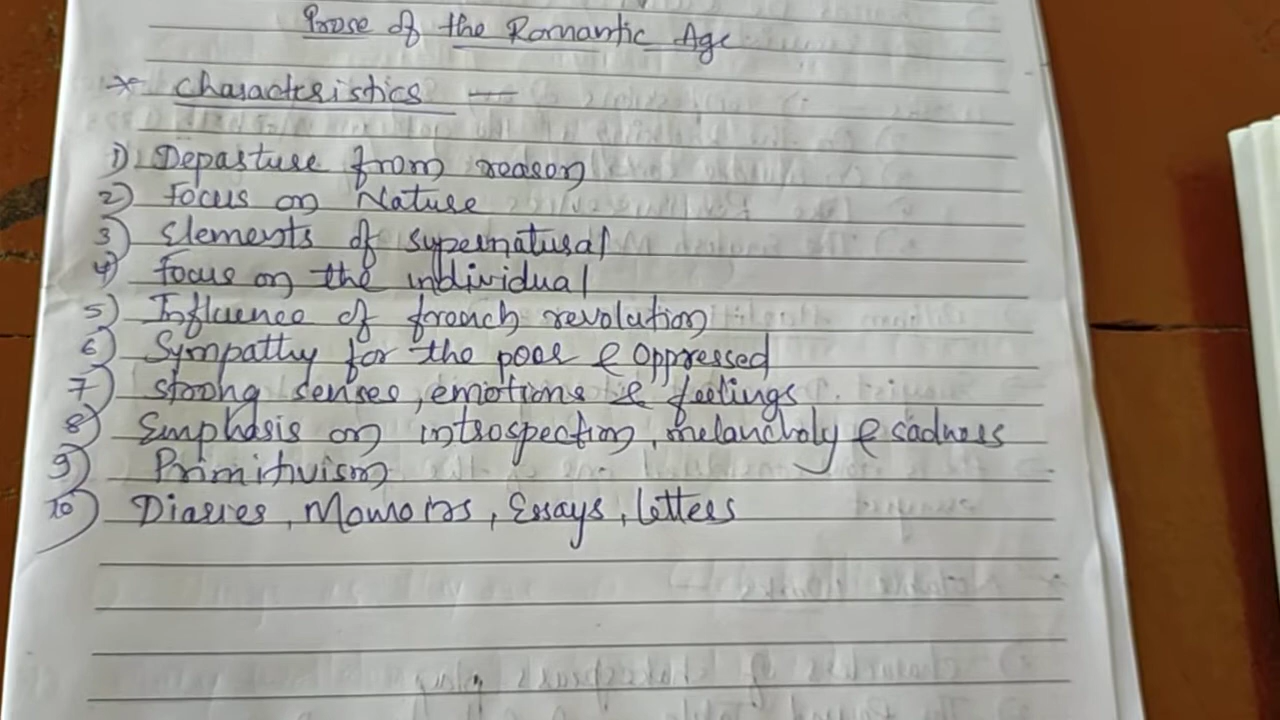 Prose of the Romantic Age
* Characteristics —
1) Departure from reason
2) Focus on Nature
3) Elements of supernatural
4) Focus on the individual
5) Influence of french revolution
6) Sympathy for the poor & Oppressed
7) strong senses, emotions & feelings
8) Emphasis on introspection, melancholy & sadness
9) Primitivism
10) Diaries, Memoirs, Essays, letters